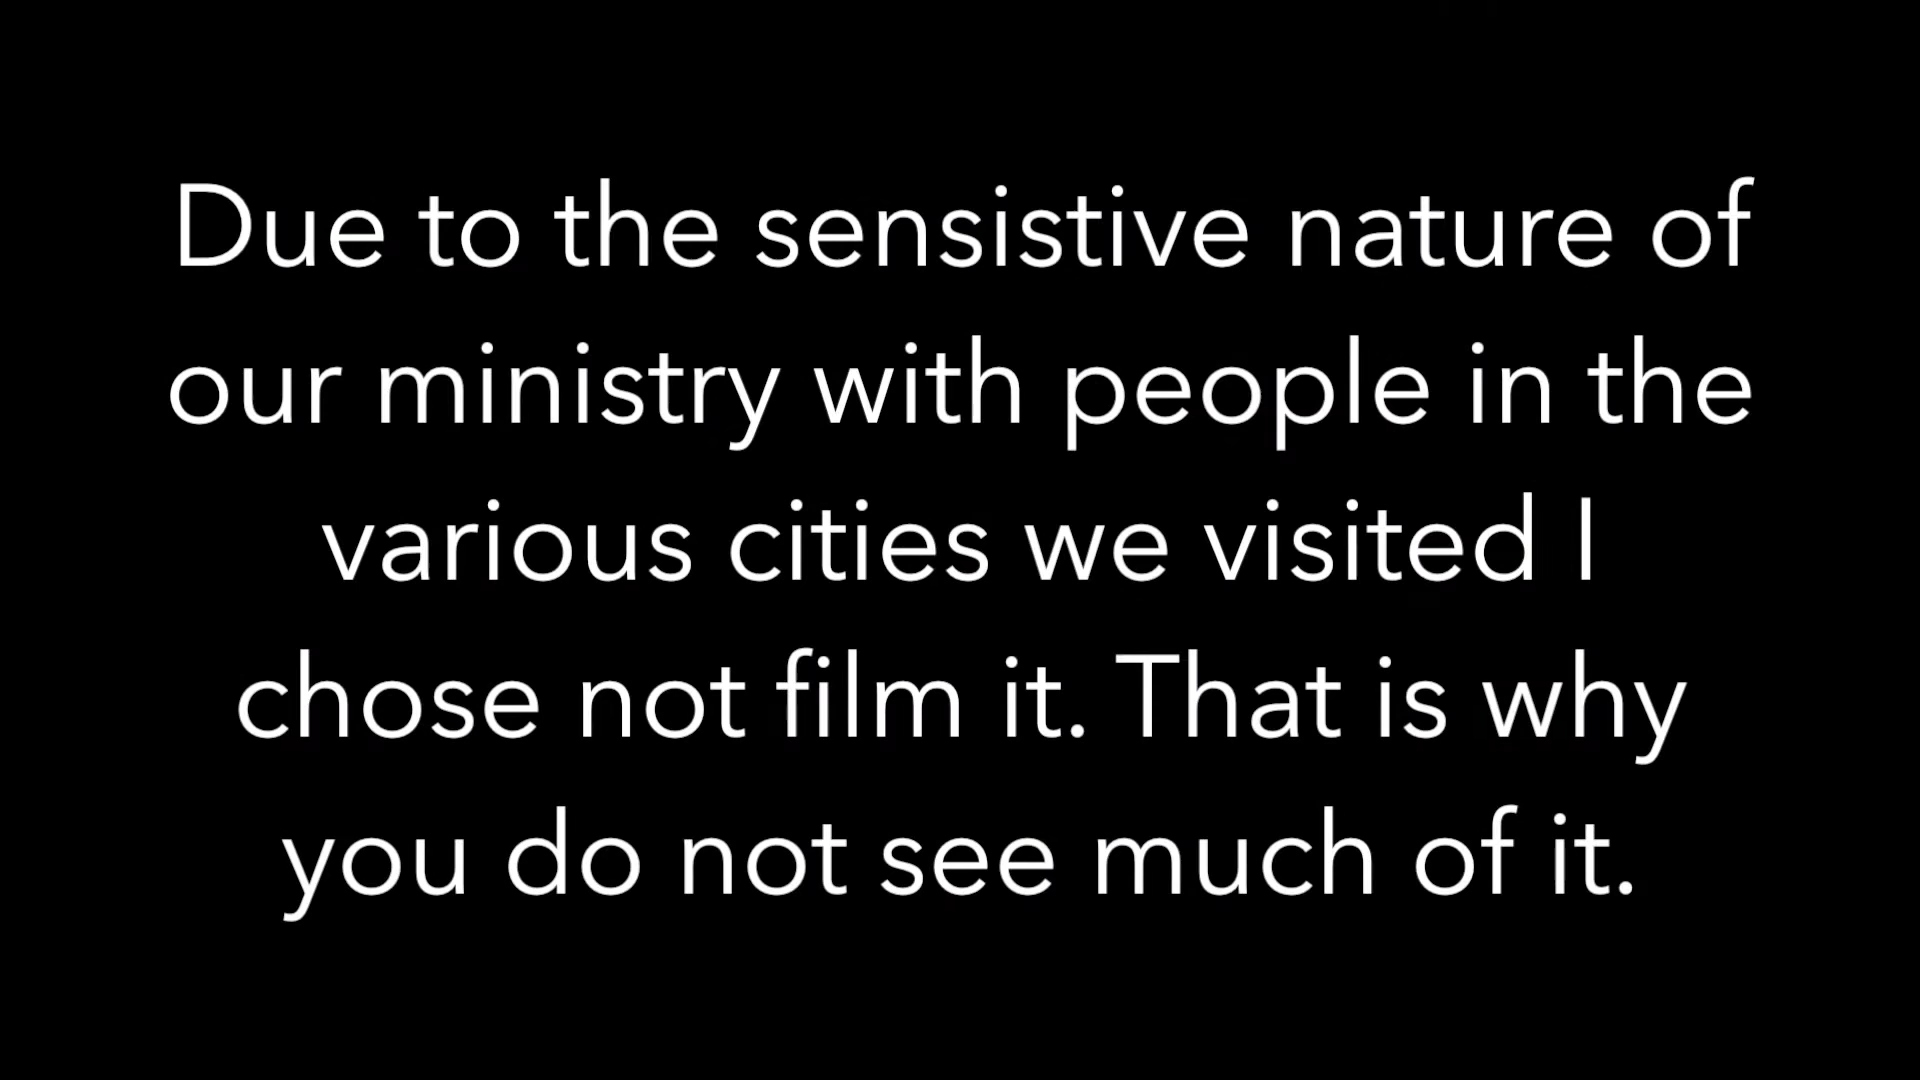 Due to the sensistive nature of
our ministry with people in the
various cities we visited I
chose not film it. That is why
you do not see much of it.